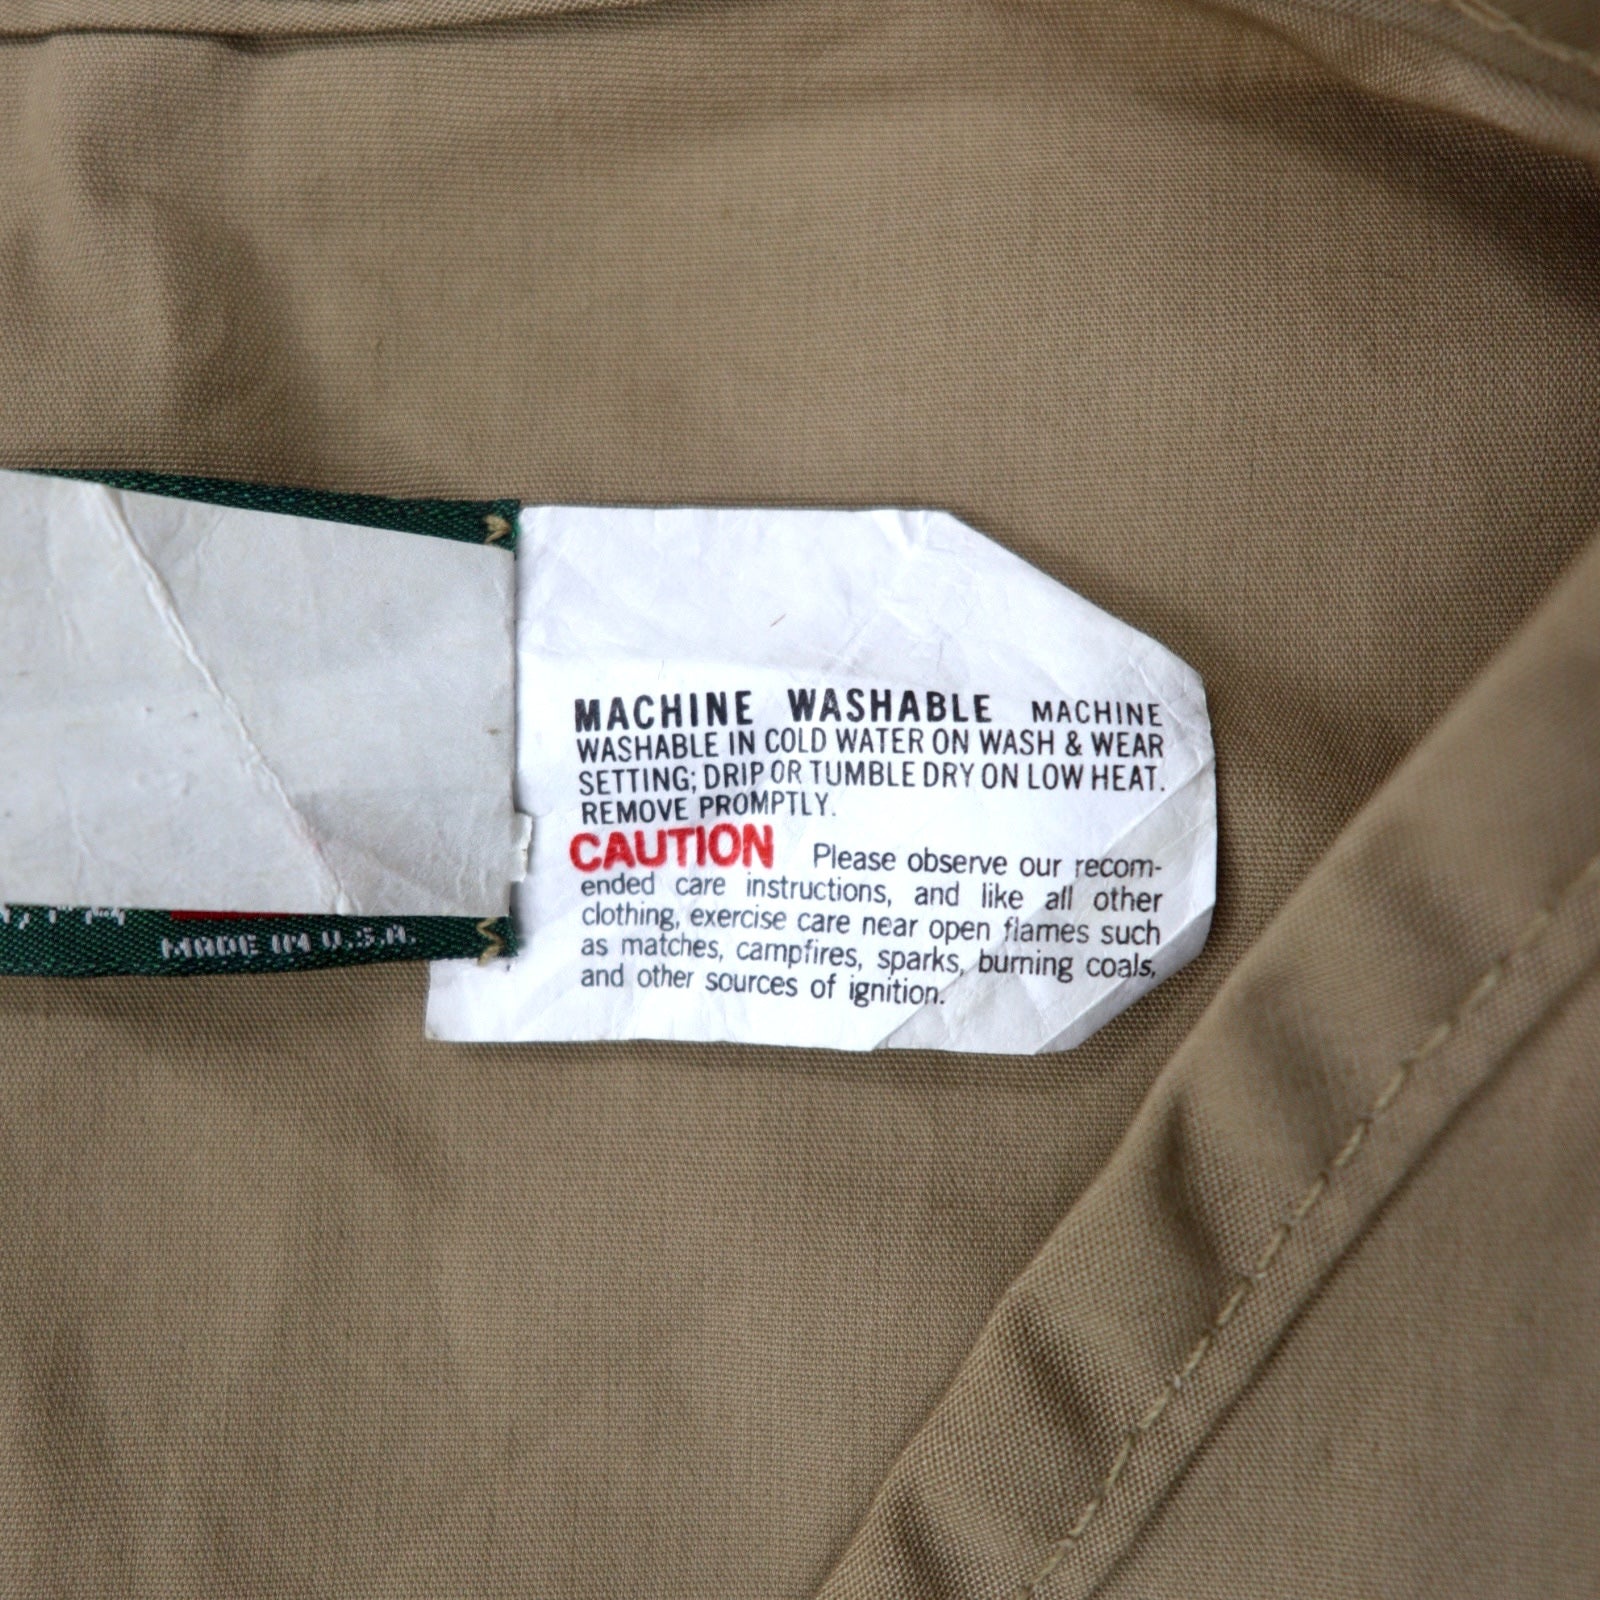 MACHINE WASHABLE MACHINE
WASHABLE IN COLD WATER ON WASH & WEAR
SETTING; DRIP OR TUMBLE DRY ON LOW HEAT.
REMOVE PROMPTLY.
CAUTION Please observe our recom-
ended care instructions, and like all other
clothing, exercise care near open flames such
as matches, campfires, sparks, burning coals,
and other sources of ignition.
MADE IN U.S.A.